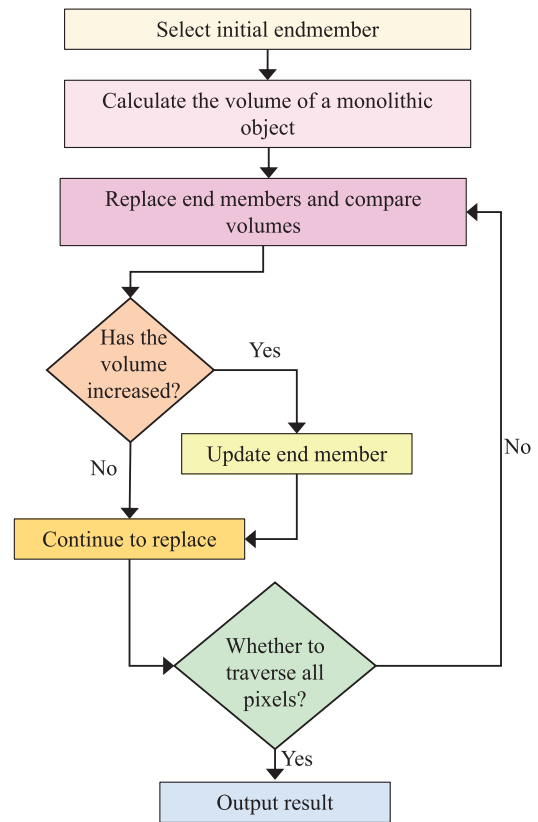 Select initial endmember
Calculate the volume of a monolithic
object
Replace end members and compare
volumes
Has the
volume
increased?
Yes
No
Update end member
Continue to replace
No
Whether to
traverse all
pixels?
Yes
Output result